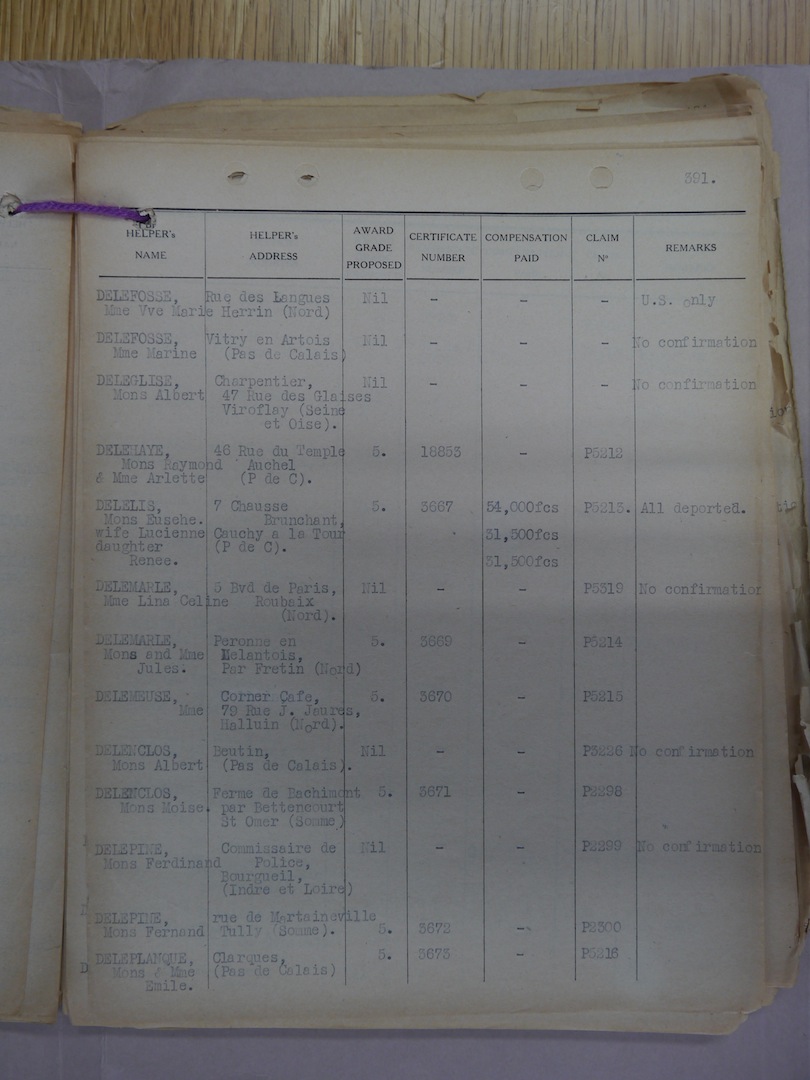 391.
HELPER's NAME | HELPER's ADDRESS | AWARD GRADE PROPOSED | CERTIFICATE NUMBER | COMPENSATION PAID | CLAIM Nº | REMARKS
DELEFOSSE, Rue des Langues Nil - - - U.S. only
Mme Vve Marie Herrin (Nord)
DELEFOSSE, Vitry en Artois Nil - - - No confirmation
Mme Marine (Pas de Calais)
DELEGLISE, Charpentier, Nil - - - No confirmation
Mons Albert 47 Rue des Glaises
Viroflay (Seine
et Oise).
DELEHAYE, 46 Rue du Temple 5. 18853 - P5212
Mons Raymond Auchel
& Mme Arlette (P de C).
DELELIS, 7 Chausse 5. 3667 54,000fcs P5213. All deported.
Mons Eusehe. Brunchant,
wife Lucienne Cauchy a la Tour 31,500fcs
daughter (P de C).
Renee. 31,500fcs
DELEMARLE, 5 Bvd de Paris, Nil - - P5319 No confirmation
Mme Lina Celine Roubaix
(Nord).
DELEMARLE, Peronne en 5. 3669 - P5214
Mons and Mme Melantois,
Jules. Par Fretin (Nord)
DELEMEUSE, Corner Cafe, 5. 3670 - P5215
Mme 79 Rue J. Jaures,
Halluin (Nord).
DELENCLOS, Beutin, Nil - - P3226 No confirmation
Mons Albert (Pas de Calais).
DELENCLOS, Ferme de Bachimont 5. 3671 - P2298
Mons Moise. par Bettencourt
St Omer (Somme)
DELEPINE, Commissaire de Nil - - P2299 No confirmation
Mons Ferdinand Police,
Bourgueil,
(Indre et Loire)
DELEPINE, rue de Martaineville
Mons Fernand Tully (Somme). 5. 3672 - P2300
DELEPLANQUE, Clarques, 5. 3673 - P5216
Mons & Mme (Pas de Calais)
Emile.